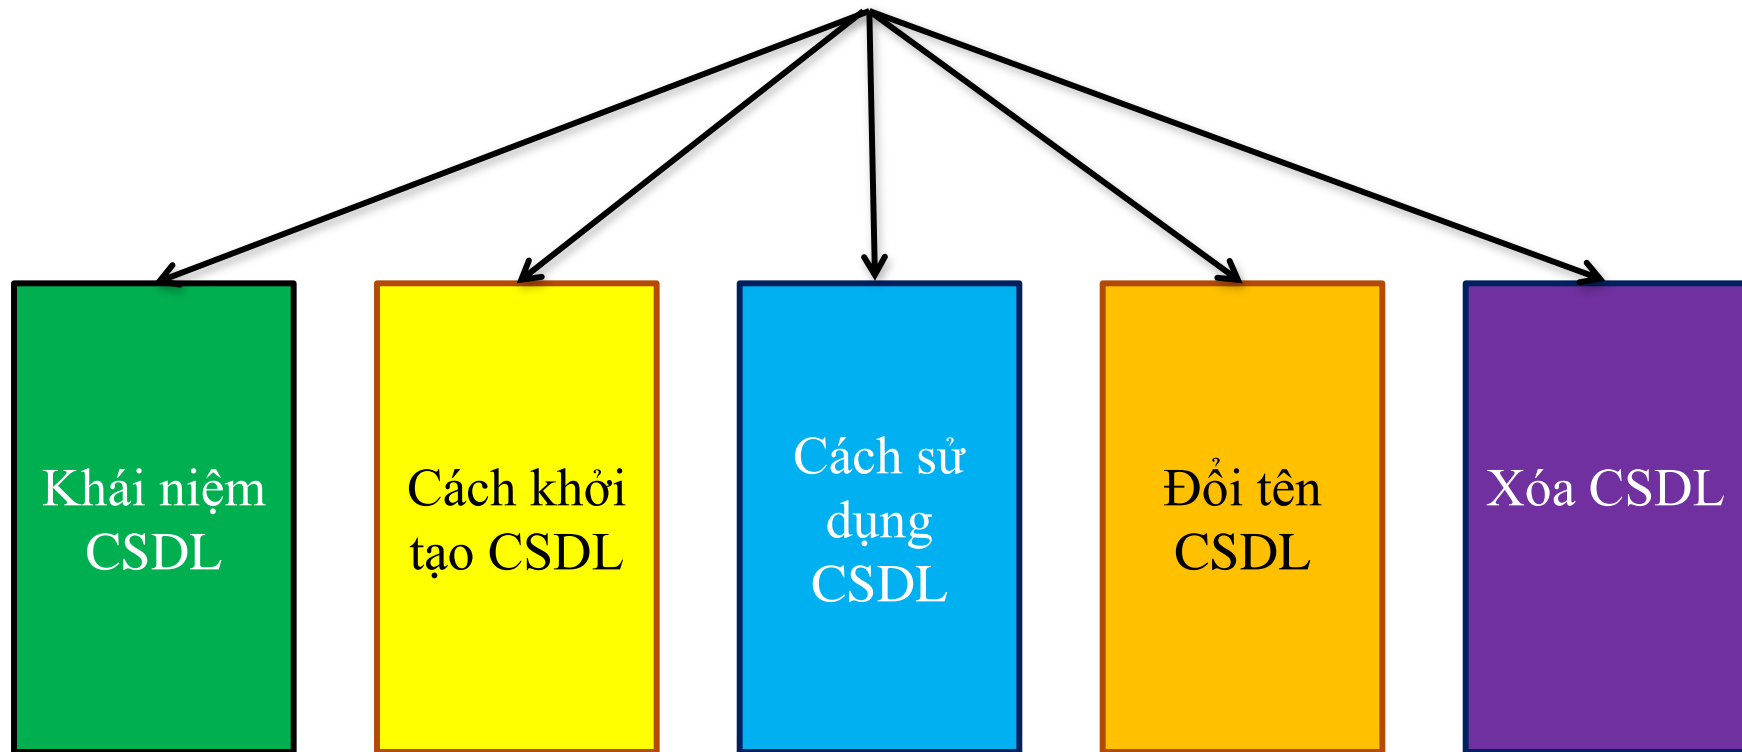 Khái niệm
CSDL
Cách khởi
tạo CSDL
Cách sử
dụng
CSDL
Đổi tên
CSDL
Xóa CSDL